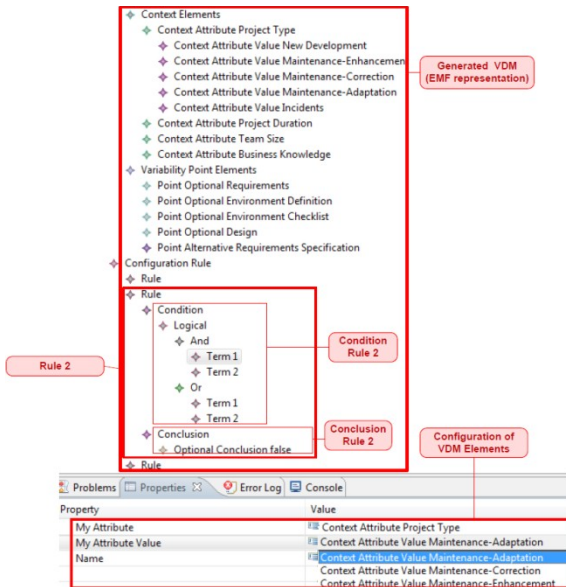 Context Elements
Context Attribute Project Type
Context Attribute Value New Development
Context Attribute Value Maintenance-Enhancemen
Context Attribute Value Maintenance-Correction
Context Attribute Value Maintenance-Adaptation
Context Attribute Value Incidents
Context Attribute Project Duration
Context Attribute Team Size
Context Attribute Business Knowledge
Variability Point Elements
Point Optional Requirements
Point Optional Environment Definition
Point Optional Environment Checklist
Point Optional Design
Point Alternative Requirements Specification
Configuration Rule
Rule
Rule
Condition
Logical
And
Term 1
Term 2
Or
Term 1
Term 2
Conclusion
Optional Conclusion false
Rule
Generated VDM
(EMF representation)
Condition
Rule 2
Rule 2
Conclusion
Rule 2
Configuration of
VDM Elements
Problems Properties Error Log Console
Property Value
My Attribute Context Attribute Project Type
My Attribute Value Context Attribute Value Maintenance-Adaptation
Name Context Attribute Value Maintenance-Adaptation
Context Attribute Value Maintenance-Correction
Context Attribute Value Maintenance-Enhancement